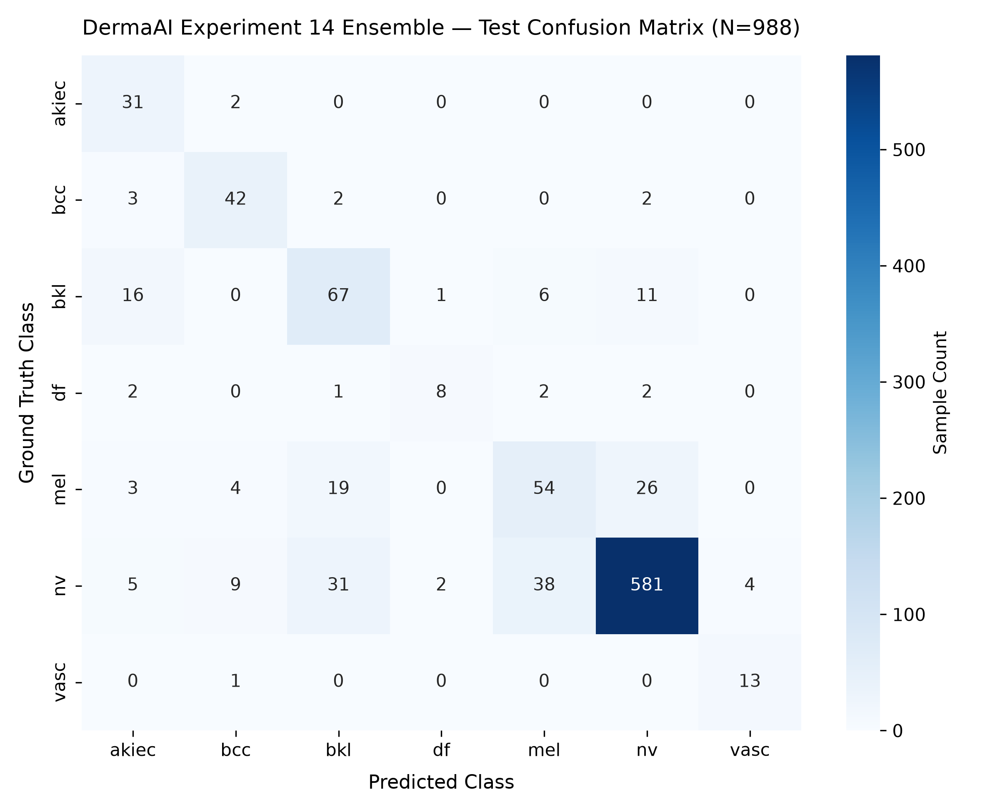 DermaAI Experiment 14 Ensemble — Test Confusion Matrix (N=988)
Ground Truth Class
akiec 31 2 0 0 0 0 0
bcc 3 42 2 0 0 2 0
bkl 16 0 67 1 6 11 0
df 2 0 1 8 2 2 0
mel 3 4 19 0 54 26 0
nv 5 9 31 2 38 581 4
vasc 0 1 0 0 0 0 13
akiec bcc bkl df mel nv vasc
Predicted Class
500
400
300
200
100
0
Sample Count